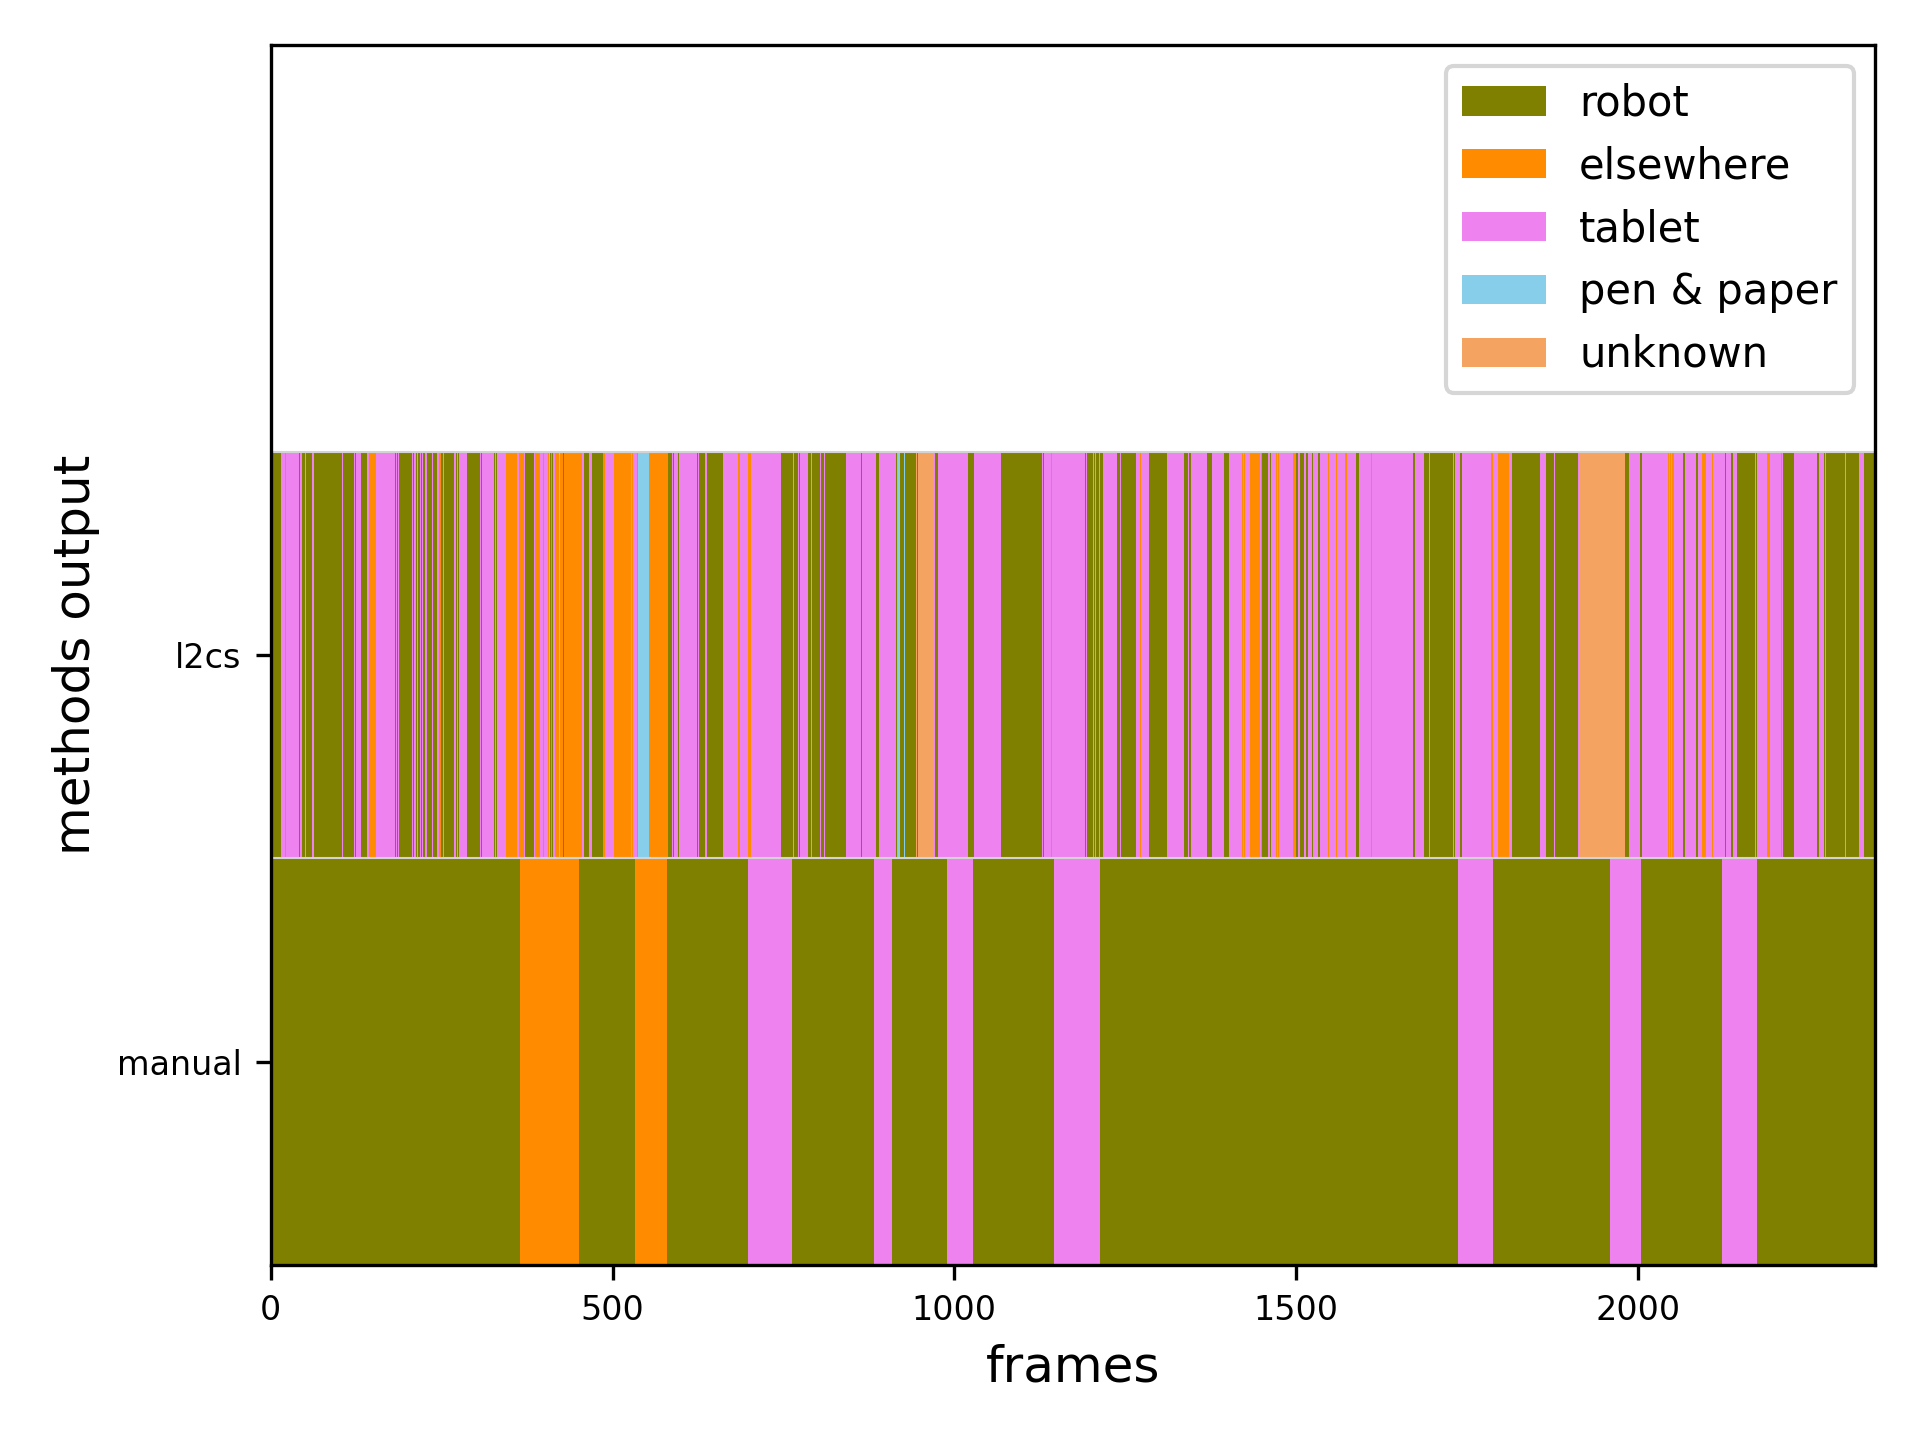 robot
elsewhere
tablet
pen & paper
unknown
methods output
l2cs
manual
0 500 1000 1500 2000
frames